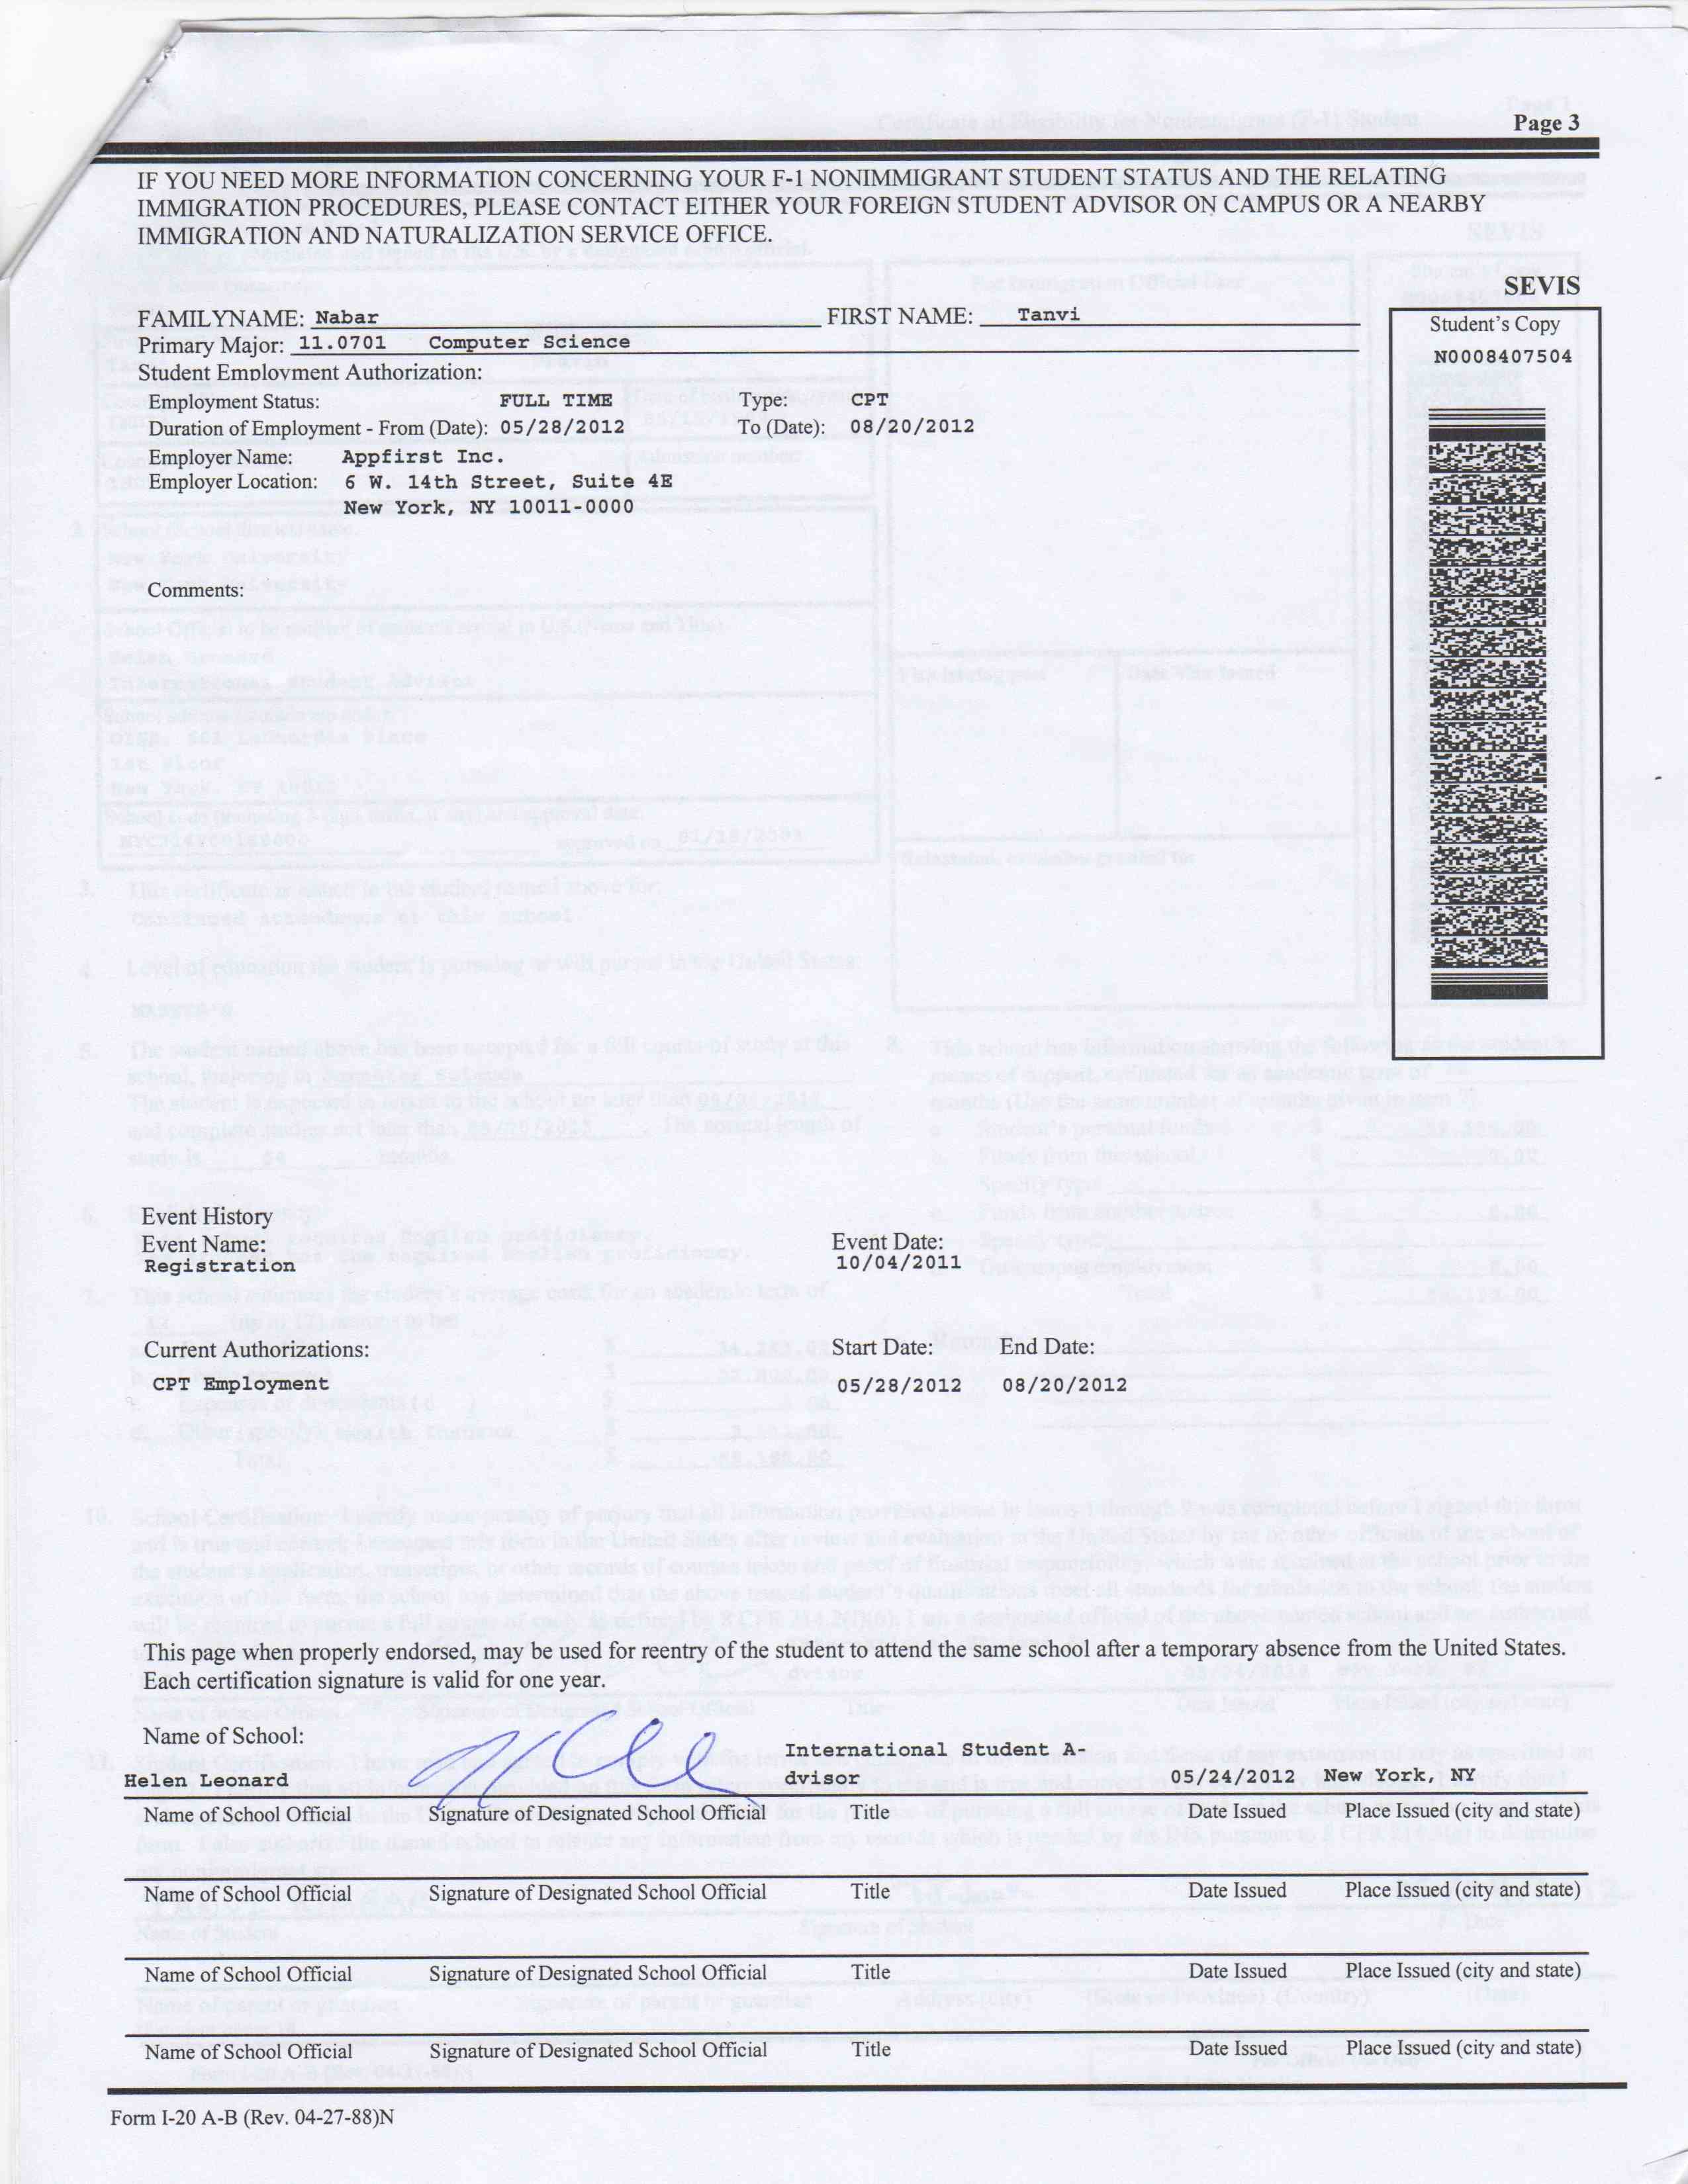 Page 3
IF YOU NEED MORE INFORMATION CONCERNING YOUR F-1 NONIMMIGRANT STUDENT STATUS AND THE RELATING
IMMIGRATION PROCEDURES, PLEASE CONTACT EITHER YOUR FOREIGN STUDENT ADVISOR ON CAMPUS OR A NEARBY
IMMIGRATION AND NATURALIZATION SERVICE OFFICE.
SEVIS
FAMILYNAME: Nabar FIRST NAME: Tanvi
Student's Copy
Primary Major: 11.0701 Computer Science
N0008407504
Student Employment Authorization:
Employment Status: FULL TIME Type: CPT
Duration of Employment - From (Date): 05/28/2012 To (Date): 08/20/2012
Employer Name: Appfirst Inc.
Employer Location: 6 W. 14th Street, Suite 4E
New York, NY 10011-0000
Comments:
Event History
Event Name: Event Date:
Registration 10/04/2011
Current Authorizations: Start Date: End Date:
CPT Employment 05/28/2012 08/20/2012
This page when properly endorsed, may be used for reentry of the student to attend the same school after a temporary absence from the United States.
Each certification signature is valid for one year.
Name of School:
International Student A-
Helen Leonard dvisor 05/24/2012 New York, NY
Name of School Official Signature of Designated School Official Title Date Issued Place Issued (city and state)
Name of School Official Signature of Designated School Official Title Date Issued Place Issued (city and state)
Name of School Official Signature of Designated School Official Title Date Issued Place Issued (city and state)
Name of School Official Signature of Designated School Official Title Date Issued Place Issued (city and state)
Form I-20 A-B (Rev. 04-27-88)N